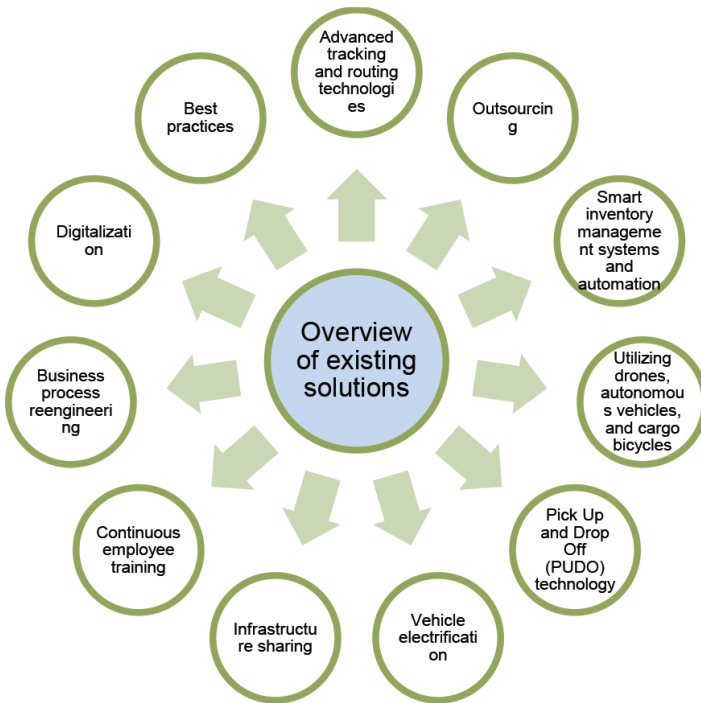 Advanced
tracking
and routing
technologi
es
Outsourcin
g
Smart
inventory
manageme
nt systems
and
automation
Utilizing
drones,
autonomou
s vehicles,
and cargo
bicycles
Pick Up
and Drop
Off
(PUDO)
technology
Vehicle
electrificati
on
Infrastructu
re sharing
Continuous
employee
training
Business
process
reengineeri
ng
Digitalizati
on
Best
practices
Overview
of existing
solutions